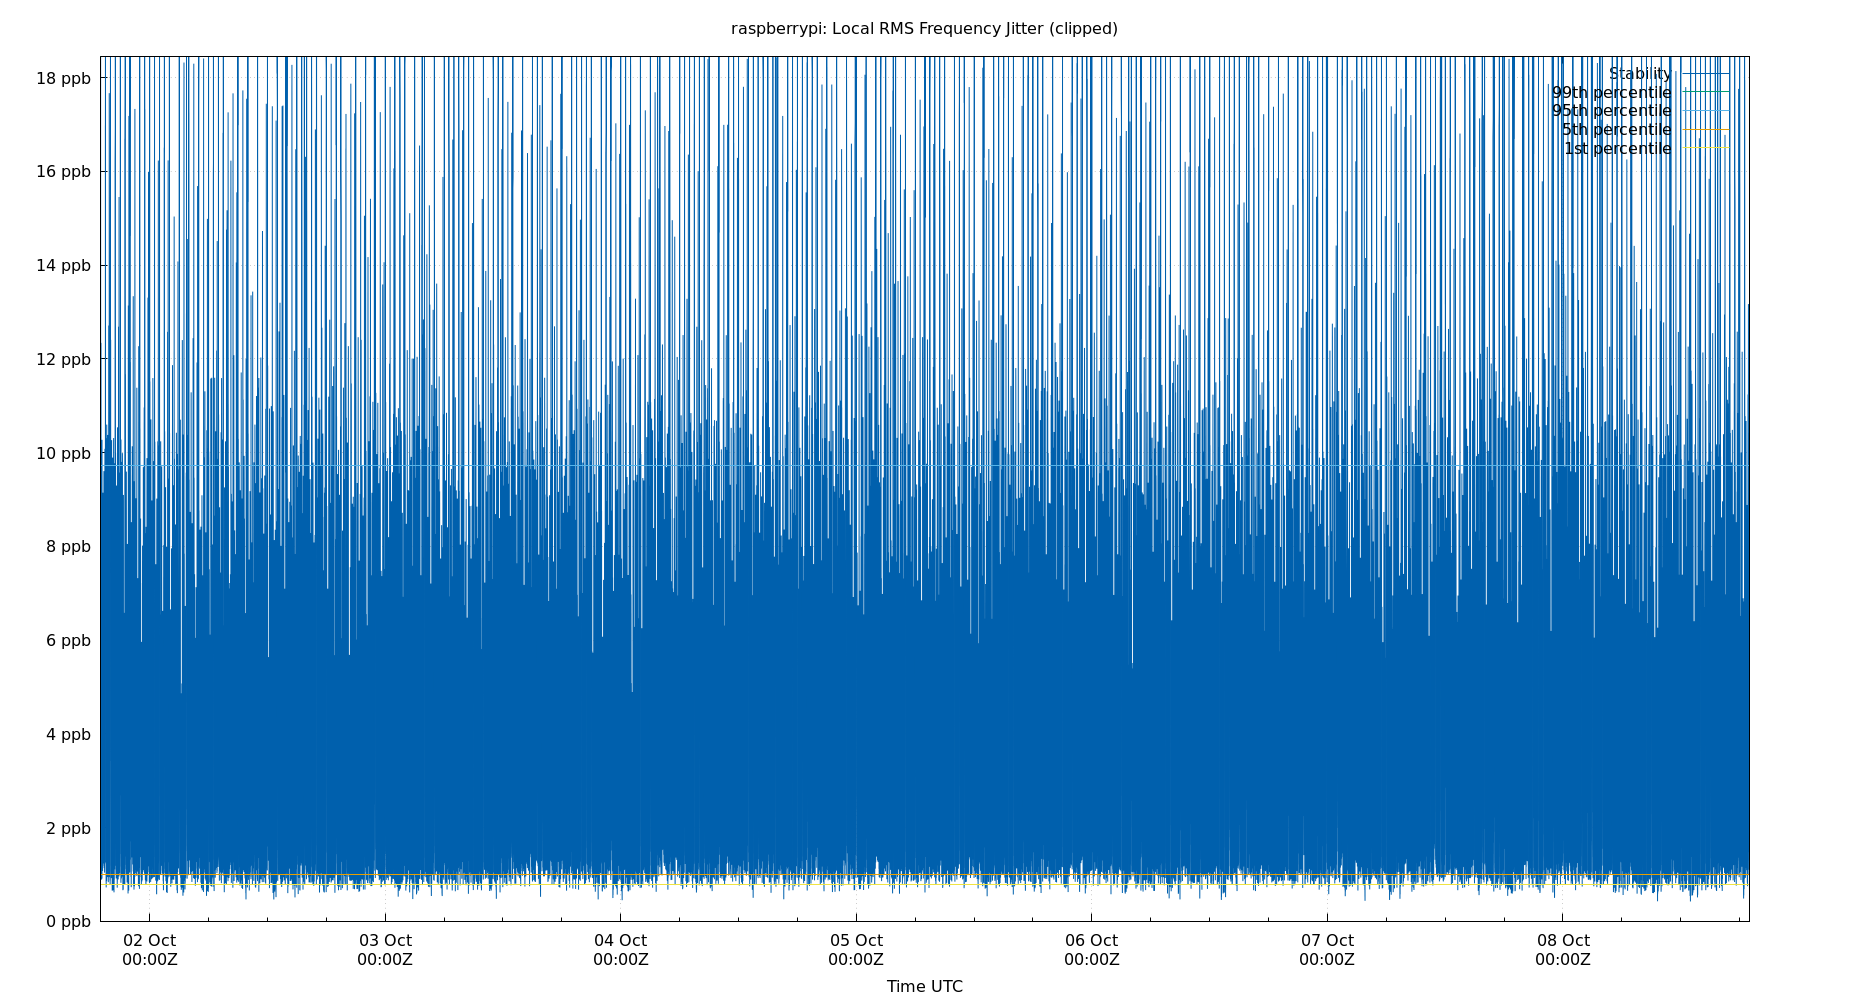 raspberrypi: Local RMS Frequency Jitter (clipped)
18 ppb
16 ppb
14 ppb
12 ppb
10 ppb
8 ppb
6 ppb
4 ppb
2 ppb
0 ppb
Stability
99th percentile
95th percentile
5th percentile
1st percentile
02 Oct 03 Oct 04 Oct 05 Oct 06 Oct 07 Oct 08 Oct
00:00Z 00:00Z 00:00Z 00:00Z 00:00Z 00:00Z 00:00Z
Time UTC